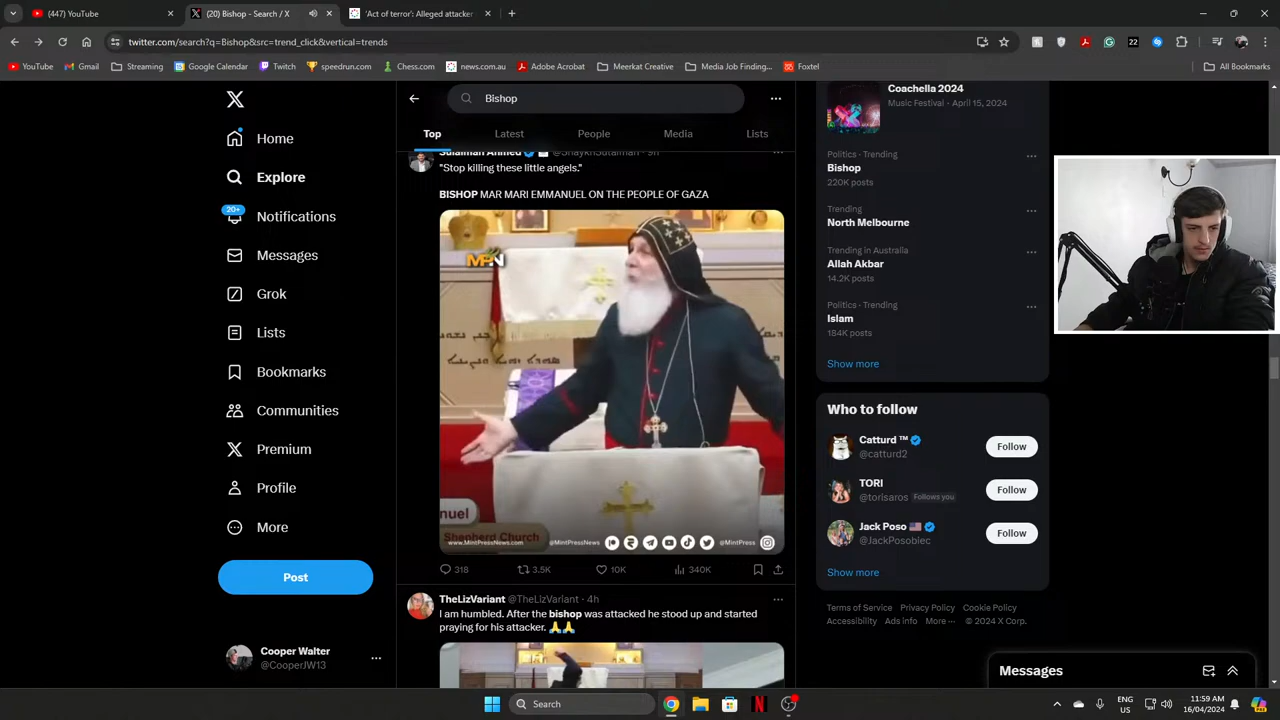 (447) YouTube
(20) Bishop - Search / X
'Act of terror': Alleged attacker
twitter.com/search?q=Bishop&src=trend_click&vertical=trends
YouTube
Gmail
Streaming
Google Calendar
Twitch
speedrun.com
Chess.com
news.com.au
Adobe Acrobat
Meerkat Creative
Media Job Finding...
Foxtel
All Bookmarks
Home
Explore
20+
Notifications
Messages
Grok
Lists
Bookmarks
Communities
Premium
Profile
More
Post
Cooper Walter
@CooperJW13
Bishop
Top
Latest
People
Media
Lists
Sulaiman Ahmed @ShaykhSulaiman · 9h
"Stop killing these little angels."
BISHOP MAR MARI EMMANUEL ON THE PEOPLE OF GAZA
MPN
nuel
Shepherd Church
www.MintPressNews.com
@MintPressNews
@MintPress
318
3.5K
10K
340K
TheLizVariant @TheLizVariant · 4h
I am humbled. After the bishop was attacked he stood up and started
praying for his attacker. 🙏🙏
Coachella 2024
Music Festival · April 15, 2024
Politics · Trending
Bishop
220K posts
Trending
North Melbourne
Trending in Australia
Allah Akbar
14.2K posts
Politics · Trending
Islam
184K posts
Show more
Who to follow
Catturd ™
@catturd2
Follow
TORI
@torisaros Follows you
Follow
Jack Poso 🇺🇸
@JackPosobiec
Follow
Show more
Terms of Service Privacy Policy Cookie Policy
Accessibility Ads info More ··· © 2024 X Corp.
Messages
Search
ENG
US
11:59 AM
16/04/2024